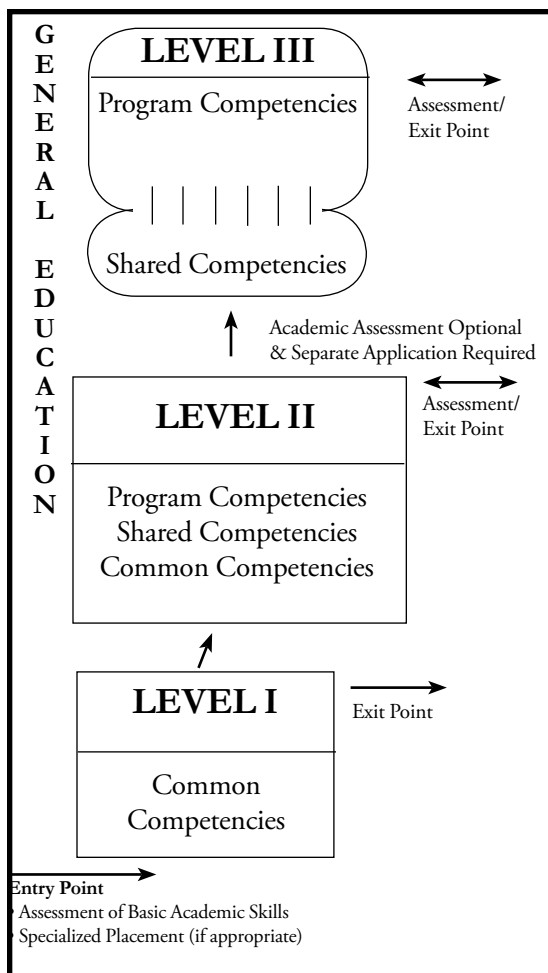 GENERAL EDUCATION
LEVEL III
Program Competencies
Assessment/
Exit Point
Shared Competencies
Academic Assessment Optional
& Separate Application Required
LEVEL II
Assessment/
Exit Point
Program Competencies
Shared Competencies
Common Competencies
LEVEL I
Exit Point
Common
Competencies
Entry Point
• Assessment of Basic Academic Skills
• Specialized Placement (if appropriate)